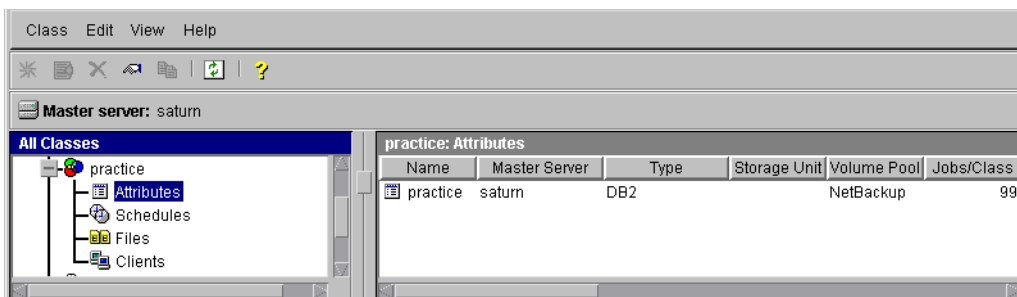 Class Edit View Help
Master server: saturn
All Classes
practice
Attributes
Schedules
Files
Clients
practice: Attributes
Name Master Server Type Storage Unit Volume Pool Jobs/Class
practice saturn DB2 NetBackup 99